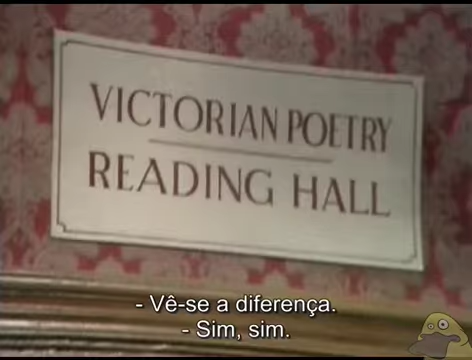 VICTORIAN POETRY
READING HALL
- Vê-se a diferença.
- Sim, sim.